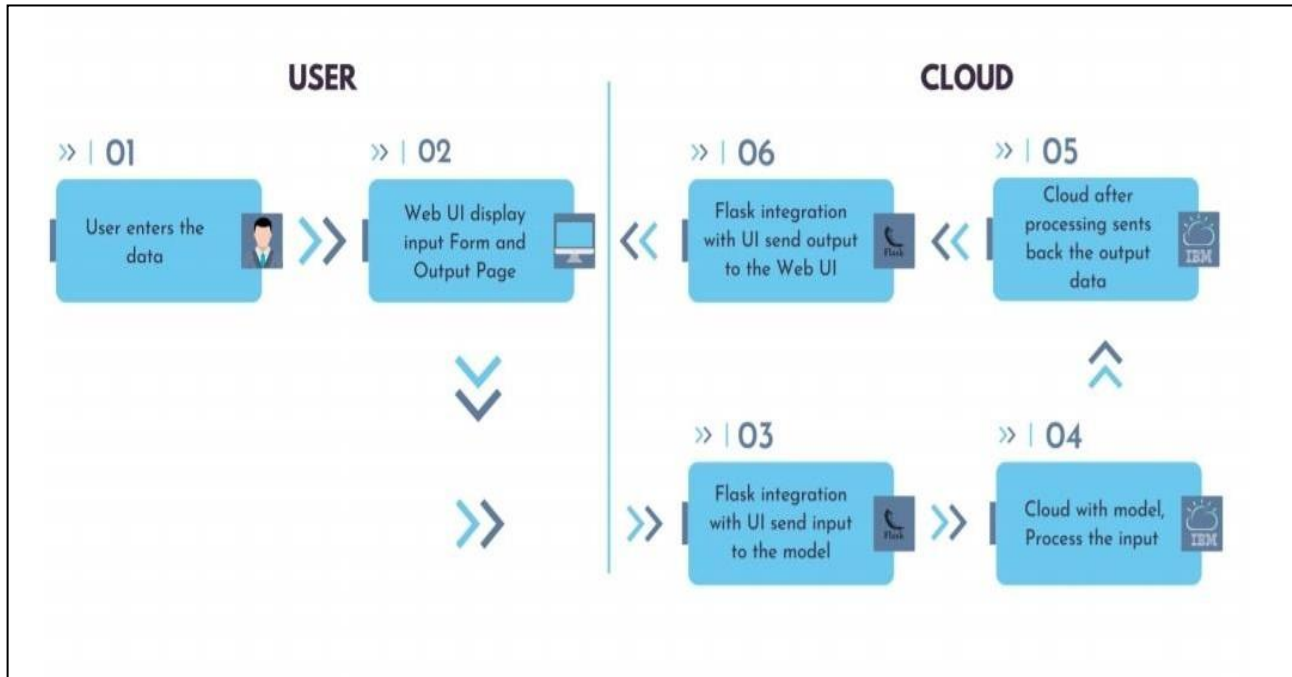 USER
CLOUD
» | 01
User enters the
data
» | 02
Web UI display
input Form and
Output Page
» | 06
Flask integration
with UI send output
to the Web UI
Flask
» | 05
Cloud after
processing sents
back the output
data
IBM
» | 03
Flask integration
with UI send input
to the model
Flask
» | 04
Cloud with model,
Process the input
IBM